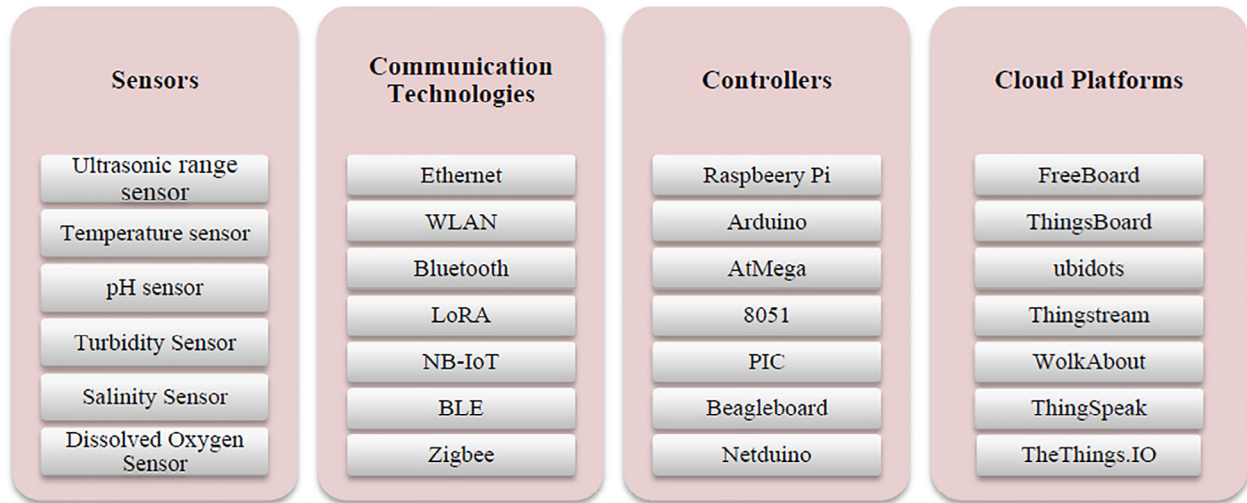 Sensors
Ultrasonic range
sensor
Temperature sensor
pH sensor
Turbidity Sensor
Salinity Sensor
Dissolved Oxygen
Sensor
Communication
Technologies
Ethernet
WLAN
Bluetooth
LoRA
NB-IoT
BLE
Zigbee
Controllers
Raspbeery Pi
Arduino
AtMega
8051
PIC
Beagleboard
Netduino
Cloud Platforms
FreeBoard
ThingsBoard
ubidots
Thingstream
WolkAbout
ThingSpeak
TheThings.IO